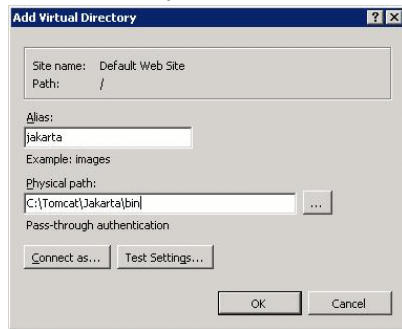 Add Virtual Directory
Site name: Default Web Site
Path: /
Alias:
jakarta
Example: images
Physical path:
C:\Tomcat\Jakarta\bin
...
Pass-through authentication
Connect as... Test Settings...
OK Cancel